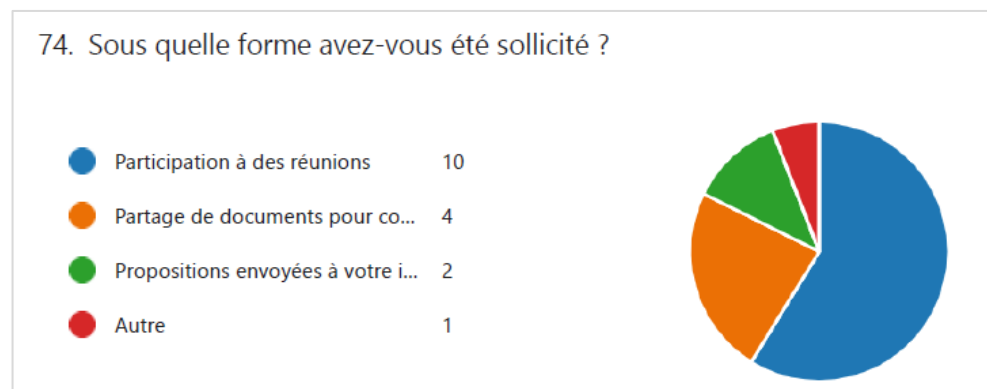 74. Sous quelle forme avez-vous été sollicité ?
Participation à des réunions 10
Partage de documents pour co... 4
Propositions envoyées à votre i... 2
Autre 1